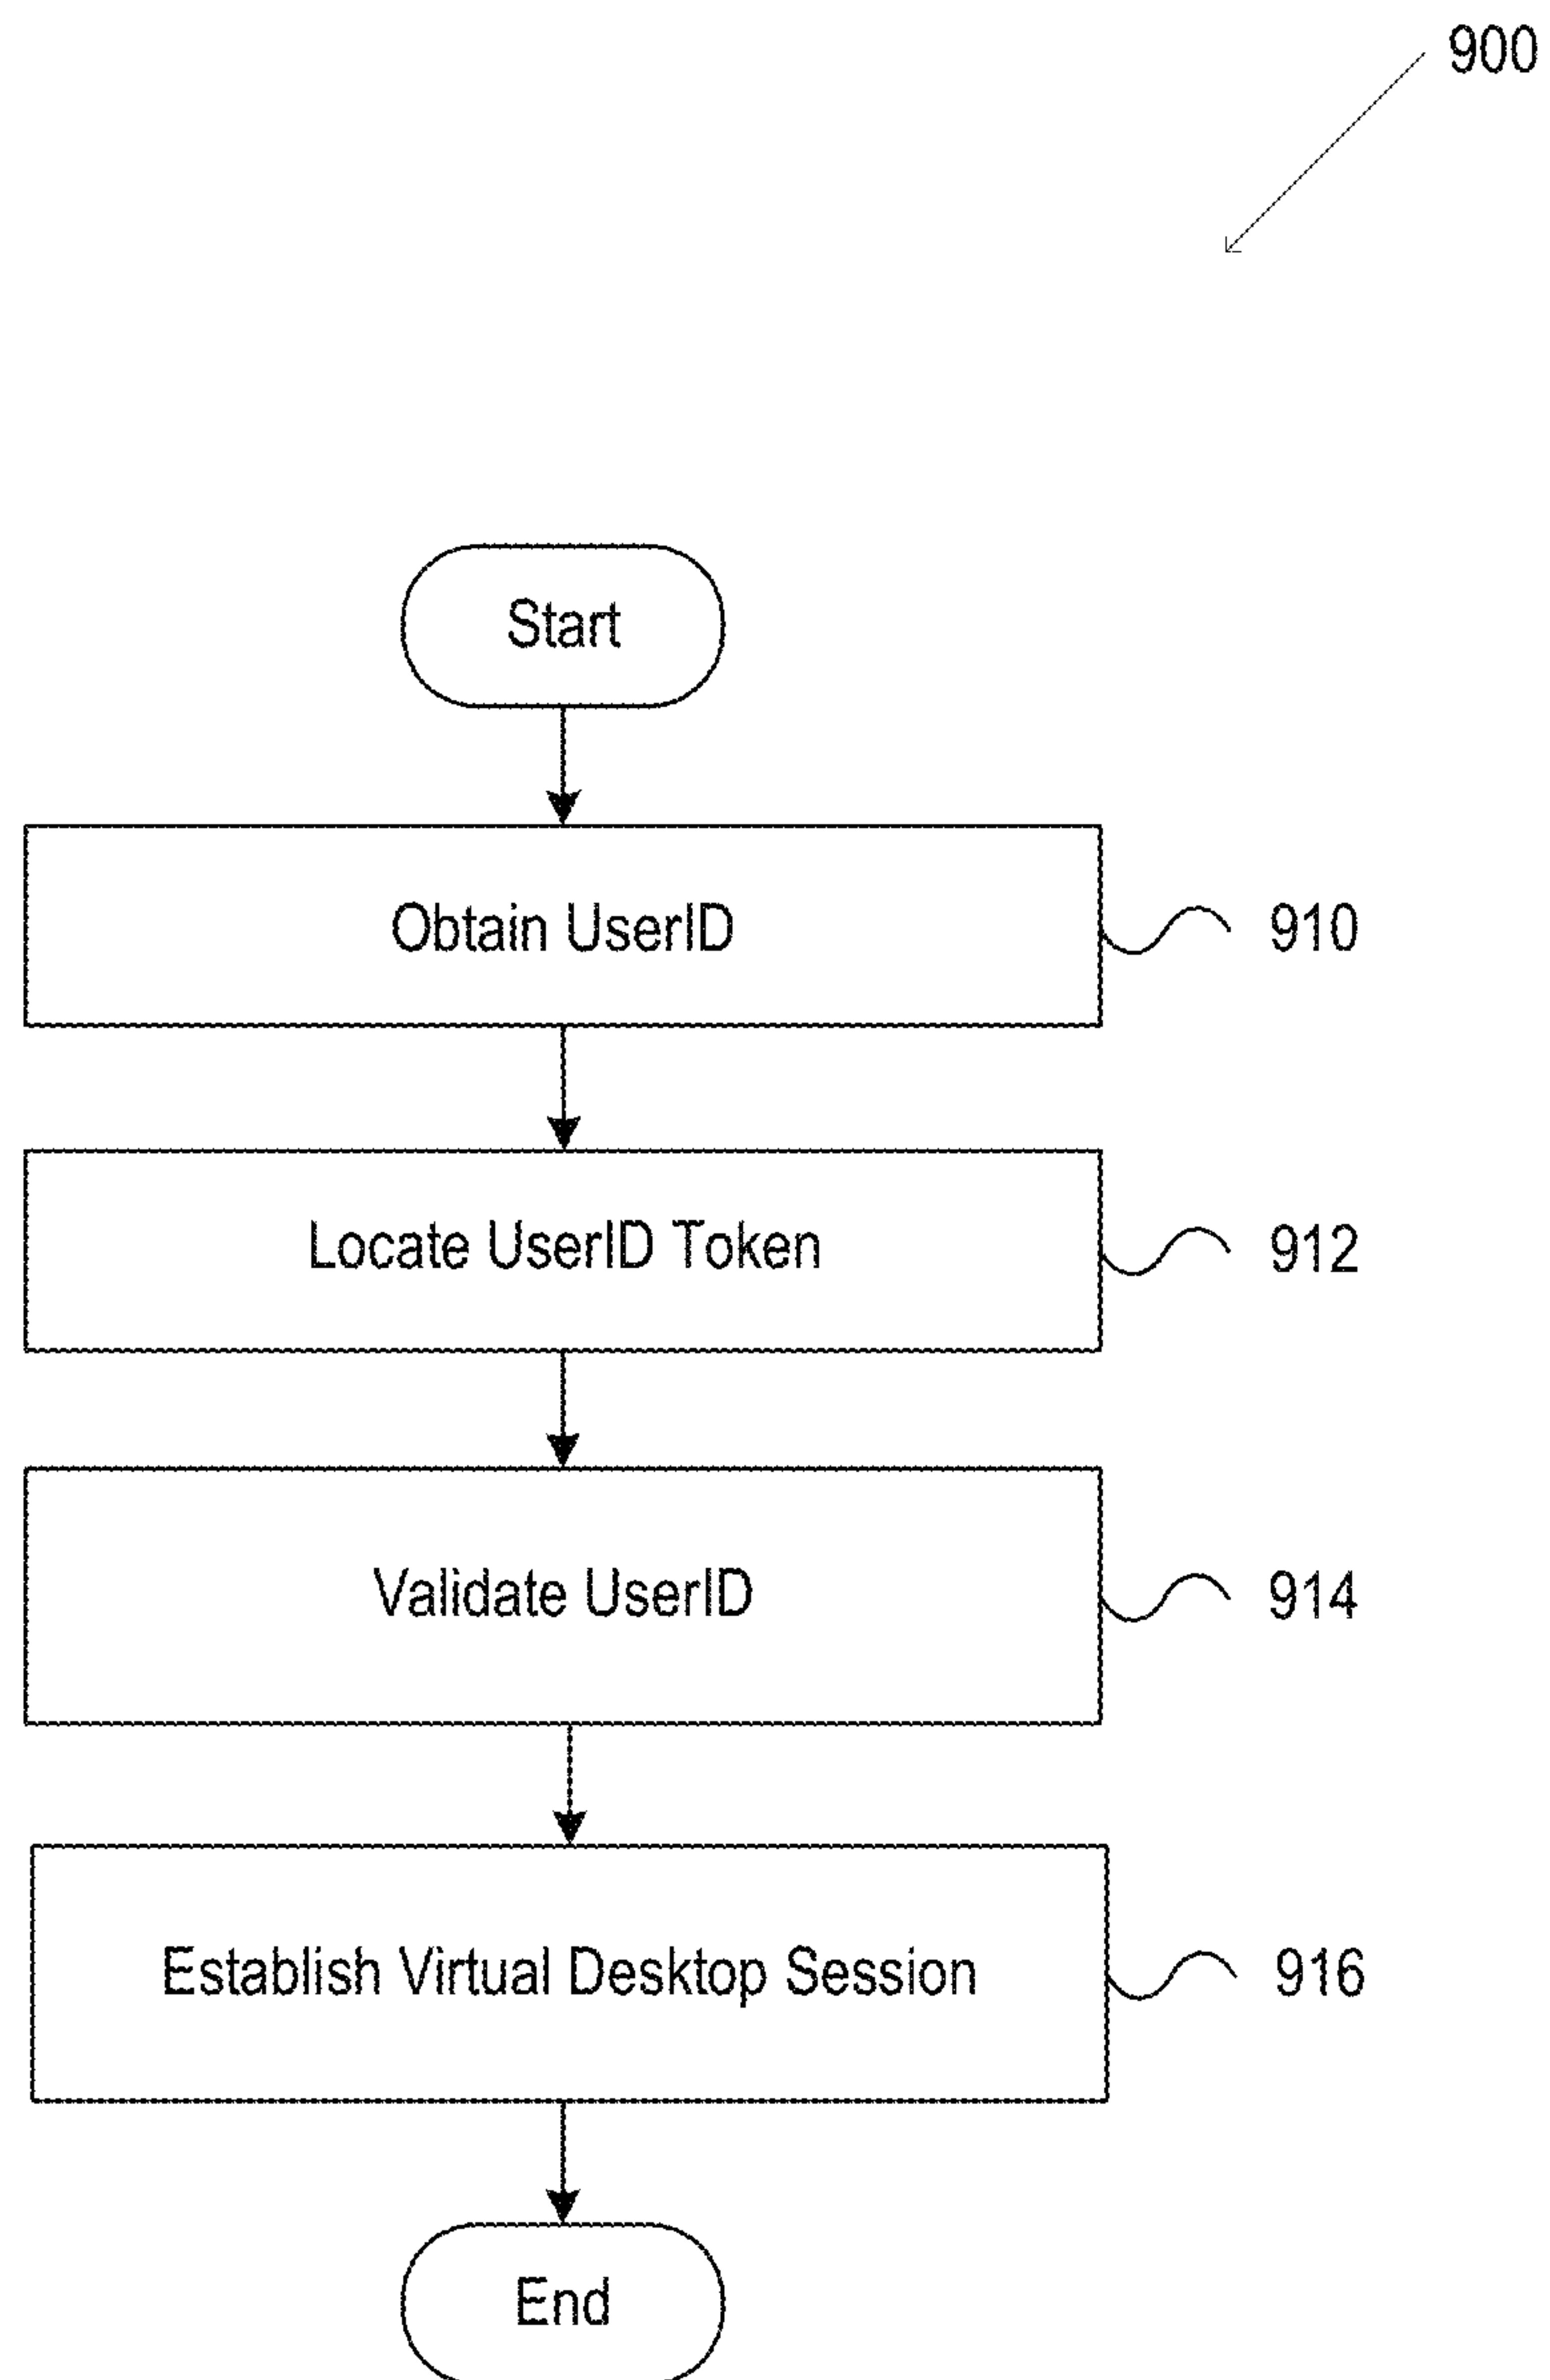 900
Start
Obtain UserID
910
Locate UserID Token
912
Validate UserID
914
Establish Virtual Desktop Session
916
End